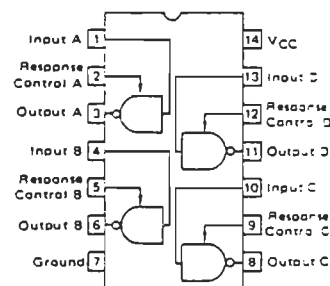 Input A 1
Response
Control A 2
Output A 3
Input B 4
Response
Control B 5
Output B 6
Ground 7
14 VCC
13 Input D
12 Response
Control D
11 Output D
10 Input C
9 Response
Control C
8 Output C